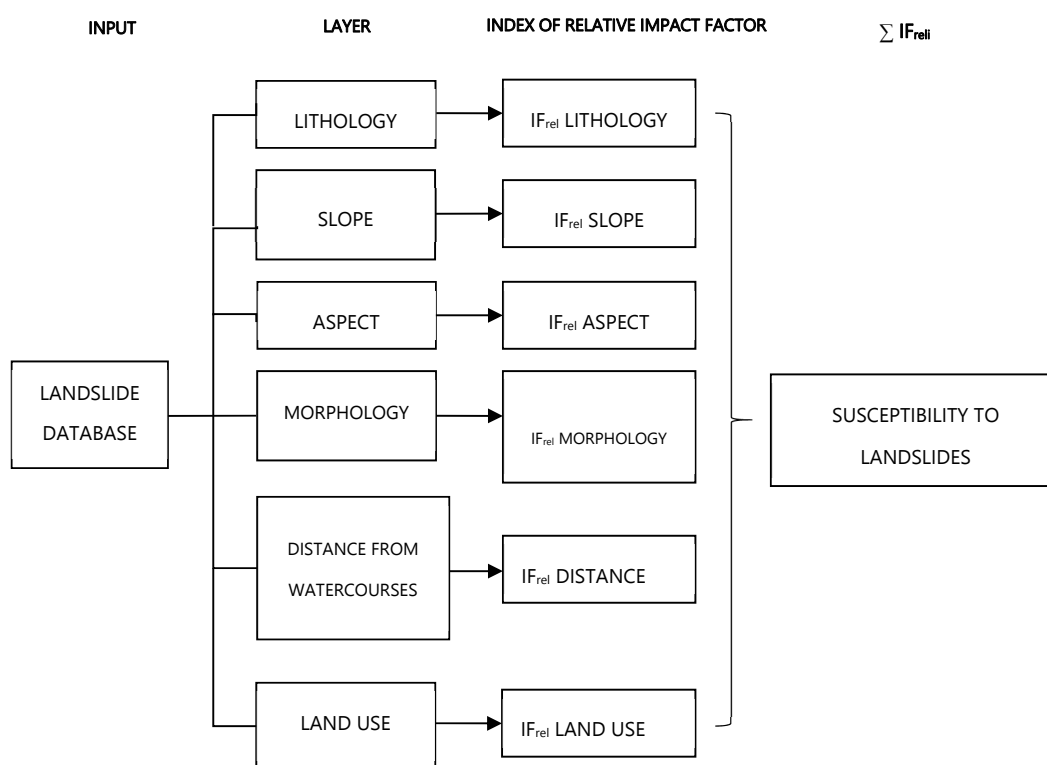 INPUT
LAYER
INDEX OF RELATIVE IMPACT FACTOR
∑ IFreli
LITHOLOGY
IFrel LITHOLOGY
SLOPE
IFrel SLOPE
ASPECT
IFrel ASPECT
LANDSLIDE
DATABASE
MORPHOLOGY
IFrel MORPHOLOGY
SUSCEPTIBILITY TO
LANDSLIDES
DISTANCE FROM
WATERCOURSES
IFrel DISTANCE
LAND USE
IFrel LAND USE